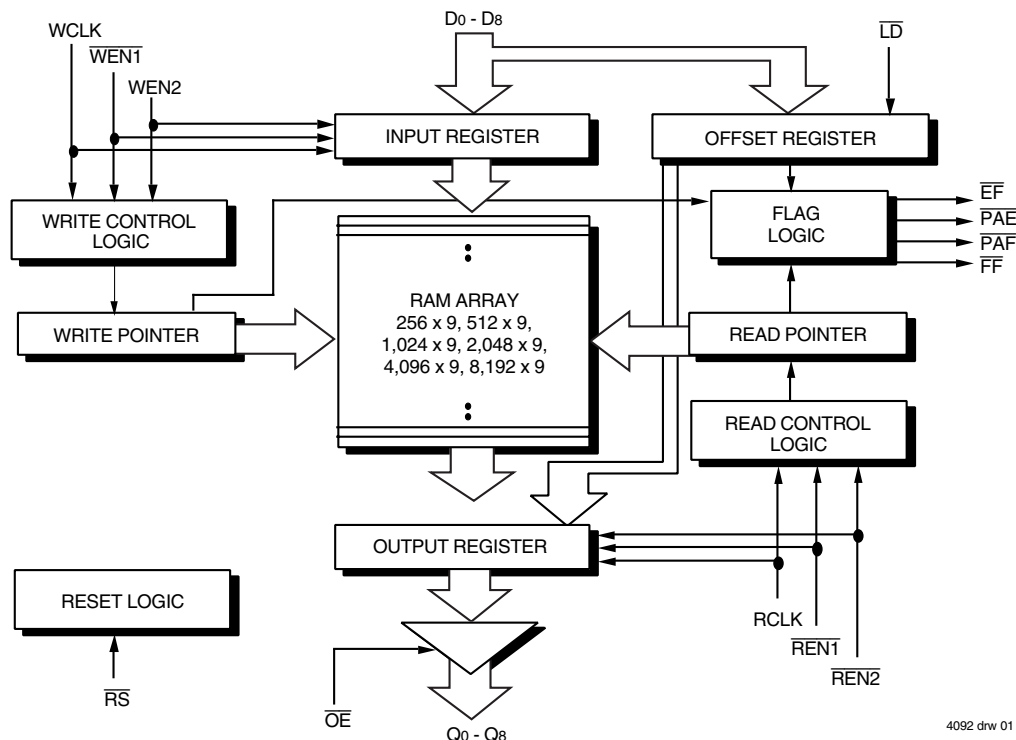 D0 - D8
WCLK
WEN1
WEN2
LD
INPUT REGISTER
OFFSET REGISTER
WRITE CONTROL
LOGIC
FLAG
LOGIC
EF
PAE
PAF
FF
WRITE POINTER
RAM ARRAY
256 x 9, 512 x 9,
1,024 x 9, 2,048 x 9,
4,096 x 9, 8,192 x 9
READ POINTER
READ CONTROL
LOGIC
OUTPUT REGISTER
RESET LOGIC
RCLK
REN1
REN2
RS
OE
Q0 - Q8
4092 drw 01